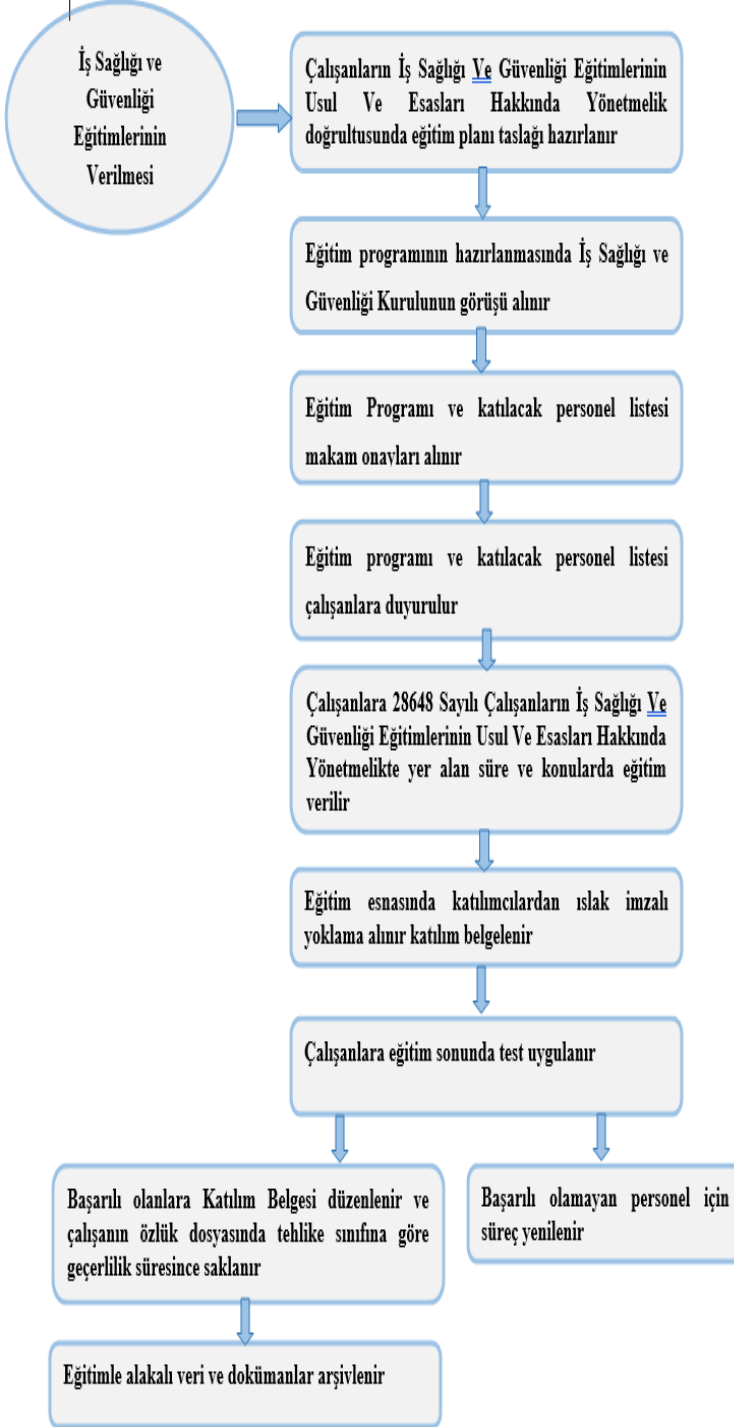 İş Sağlığı ve
Güvenliği
Eğitimlerinin
Verilmesi
Çalışanların İş Sağlığı Ve Güvenliği Eğitimlerinin
Usul Ve Esasları Hakkında Yönetmelik
doğrultusunda eğitim planı taslağı hazırlanır
Eğitim programının hazırlanmasında İş Sağlığı ve
Güvenliği Kurulunun görüşü alınır
Eğitim Programı ve katılacak personel listesi
makam onayları alınır
Eğitim programı ve katılacak personel listesi
çalışanlara duyurulur
Çalışanlara 28648 Sayılı Çalışanların İş Sağlığı Ve
Güvenliği Eğitimlerinin Usul Ve Esasları Hakkında
Yönetmelikte yer alan süre ve konularda eğitim
verilir
Eğitim esnasında katılımcılardan ıslak imzalı
yoklama alınır katılım belgelenir
Çalışanlara eğitim sonunda test uygulanır
Başarılı olanlara Katılım Belgesi düzenlenir ve
çalışanın özlük dosyasında tehlike sınıfına göre
geçerlilik süresince saklanır
Başarılı olamayan personel için
süreç yenilenir
Eğitimle alakalı veri ve dokümanlar arşivlenir